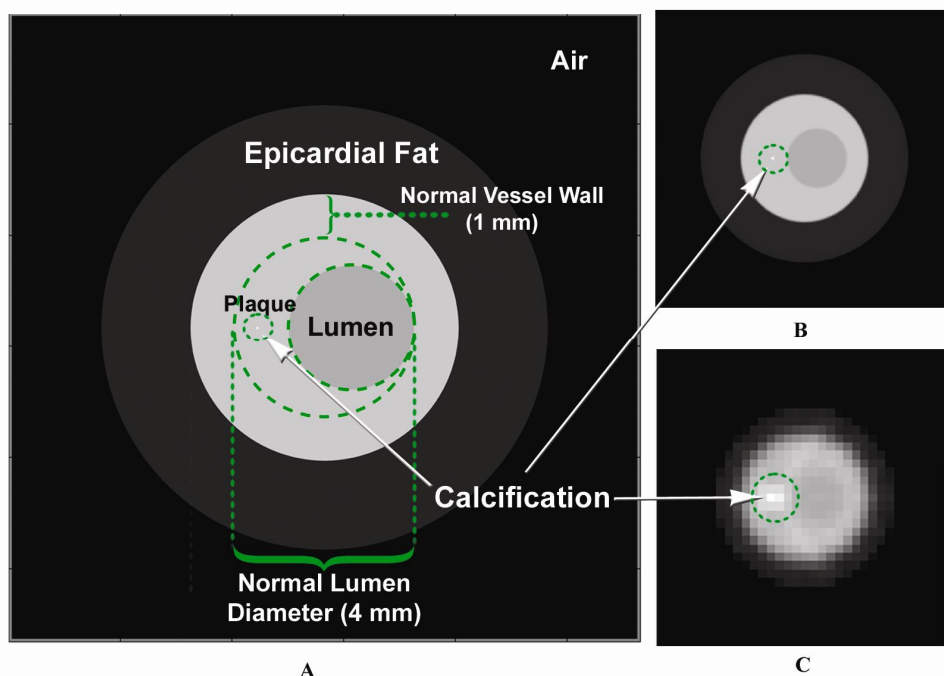 Air
Epicardial Fat
Normal Vessel Wall
(1 mm)
Plaque
Lumen
Calcification
Normal Lumen
Diameter (4 mm)
A
B
C